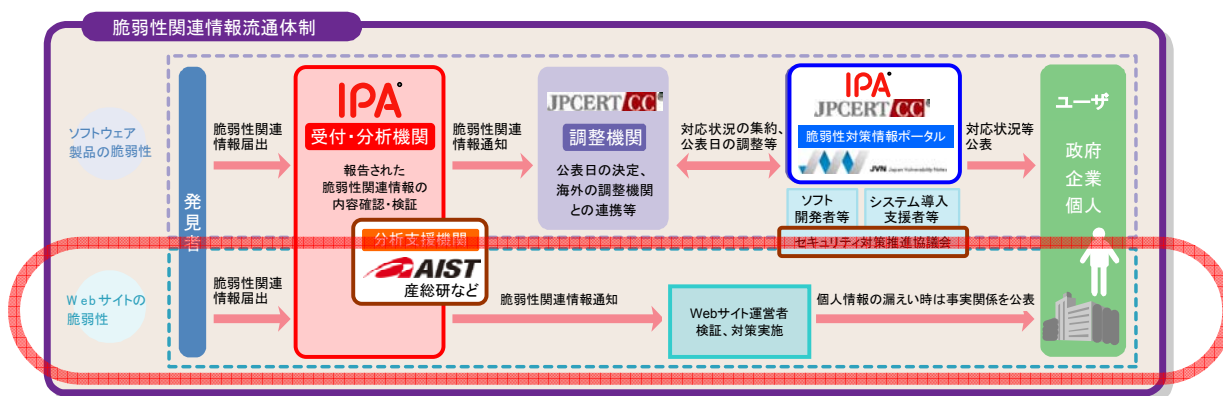 脆弱性関連情報流通体制
ソフトウェア
製品の脆弱性
Webサイトの
脆弱性
発見者
脆弱性関連
情報届出
IPA
受付・分析機関
報告された
脆弱性関連情報の
内容確認・検証
分析支援機関
AIST
産総研など
脆弱性関連
情報通知
JPCERT CC
調整機関
公表日の決定、
海外の調整機関
との連携等
対応状況の集約、
公表日の調整等
IPA
JPCERT CC
脆弱性対策情報ポータル
JVN Japan Vulnerability Notes
ソフト
開発者等
システム導入
支援者等
セキュリティ対策推進協議会
対応状況等
公表
ユーザ
政府
企業
個人
脆弱性関連
情報届出
脆弱性関連情報通知
Webサイト運営者
検証、対策実施
個人情報の漏えい時は事実関係を公表